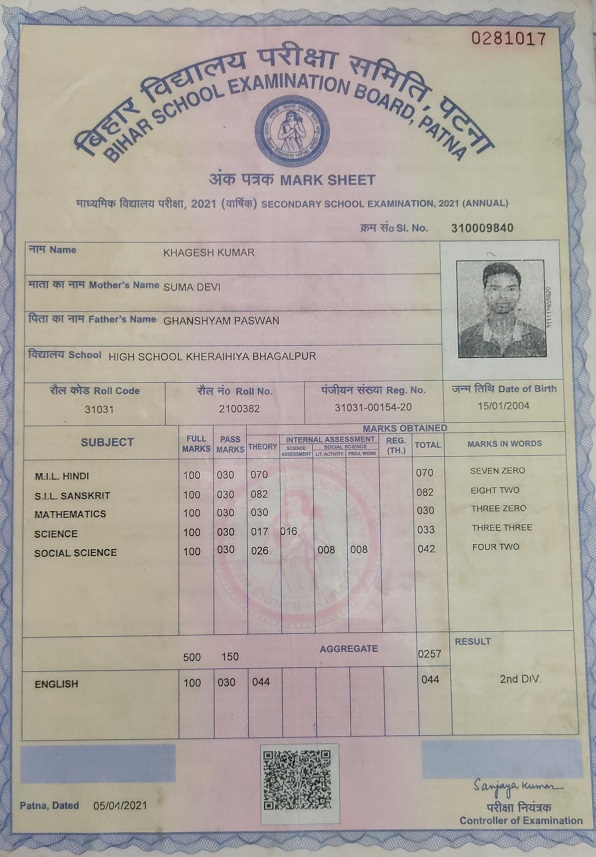 0281017
बिहार विद्यालय परीक्षा समिति, पटना
BIHAR SCHOOL EXAMINATION BOARD, PATNA
अंक पत्रक MARK SHEET
माध्यमिक विद्यालय परीक्षा, 2021 (वार्षिक) SECONDARY SCHOOL EXAMINATION, 2021 (ANNUAL)
क्रम सं० Sl. No. 310009840
नाम Name KHAGESH KUMAR
माता का नाम Mother's Name SUMA DEVI
पिता का नाम Father's Name GHANSHYAM PASWAN
विद्यालय School HIGH SCHOOL KHERAIHIYA BHAGALPUR
रौल कोड Roll Code रौल नं० Roll No. पंजीयन संख्या Reg. No. जन्म तिथि Date of Birth
31031 2100382 31031-00154-20 15/01/2004
MARKS OBTAINED
SUBJECT FULL MARKS PASS MARKS THEORY INTERNAL ASSESSMENT REG. (TH.) TOTAL MARKS IN WORDS
SCIENCE ASSESSMENT SOCIAL SCIENCE
LIT. ACTIVITY PROJ. WORK
M.I.L. HINDI 100 030 070 070 SEVEN ZERO
S.I.L. SANSKRIT 100 030 082 082 EIGHT TWO
MATHEMATICS 100 030 030 030 THREE ZERO
SCIENCE 100 030 017 016 033 THREE THREE
SOCIAL SCIENCE 100 030 026 008 008 042 FOUR TWO
500 150 AGGREGATE 0257 RESULT
ENGLISH 100 030 044 044 2nd DIV.
Sanjaya Kumar
Patna, Dated 05/04/2021
परीक्षा नियंत्रक
Controller of Examination